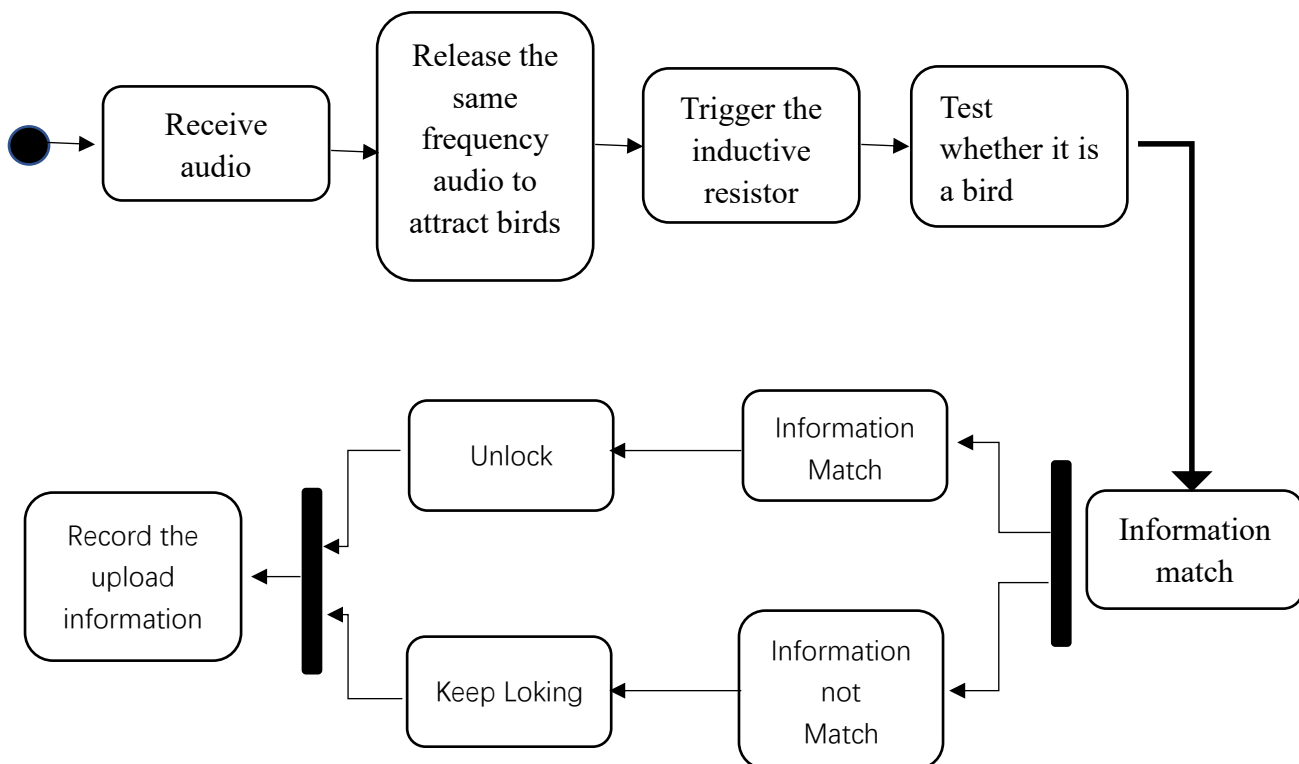 Receive
audio
Release the
same
frequency
audio to
attract birds
Trigger the
inductive
resistor
Test
whether it is
a bird
Information
match
Information
Match
Unlock
Information
not
Match
Keep Loking
Record the
upload
information